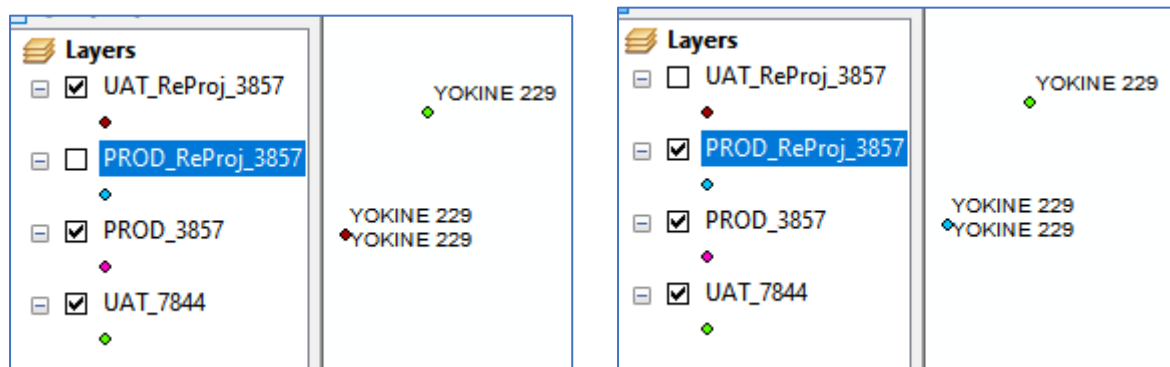 Layers
UAT_ReProj_3857
PROD_ReProj_3857
PROD_3857
UAT_7844
YOKINE 229
YOKINE 229
YOKINE 229
Layers
UAT_ReProj_3857
PROD_ReProj_3857
PROD_3857
UAT_7844
YOKINE 229
YOKINE 229
YOKINE 229